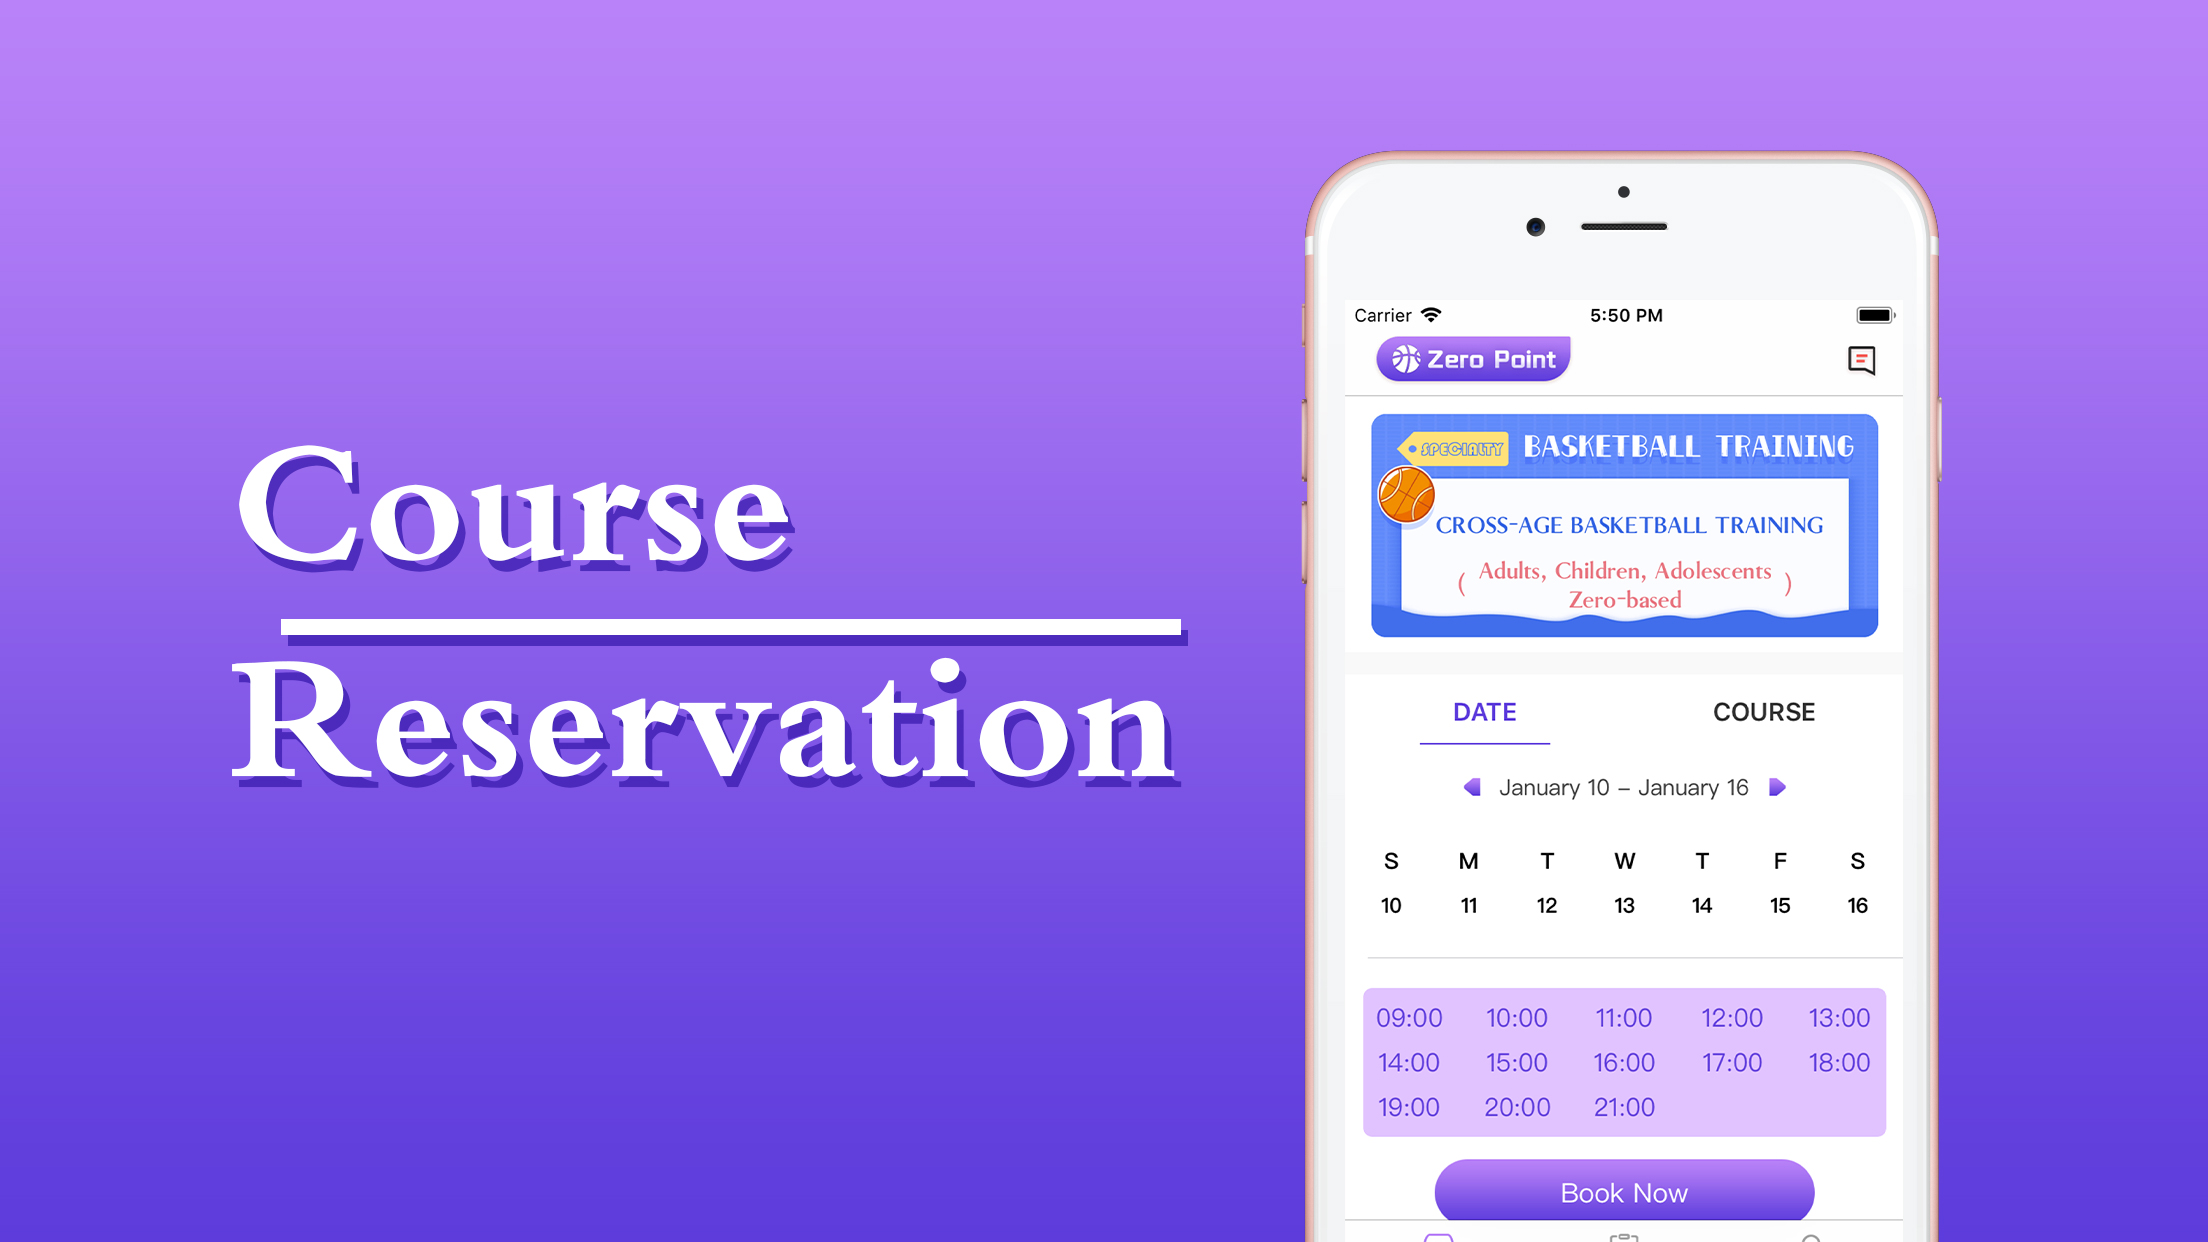 Course
Reservation
Carrier
5:50 PM
Zero Point
SPECIALTY
BASKETBALL TRAINING
CROSS-AGE BASKETBALL TRAINING
( Adults, Children, Adolescents )
Zero-based
DATE COURSE
January 10 – January 16
S M T W T F S
10 11 12 13 14 15 16
09:00 10:00 11:00 12:00 13:00
14:00 15:00 16:00 17:00 18:00
19:00 20:00 21:00
Book Now